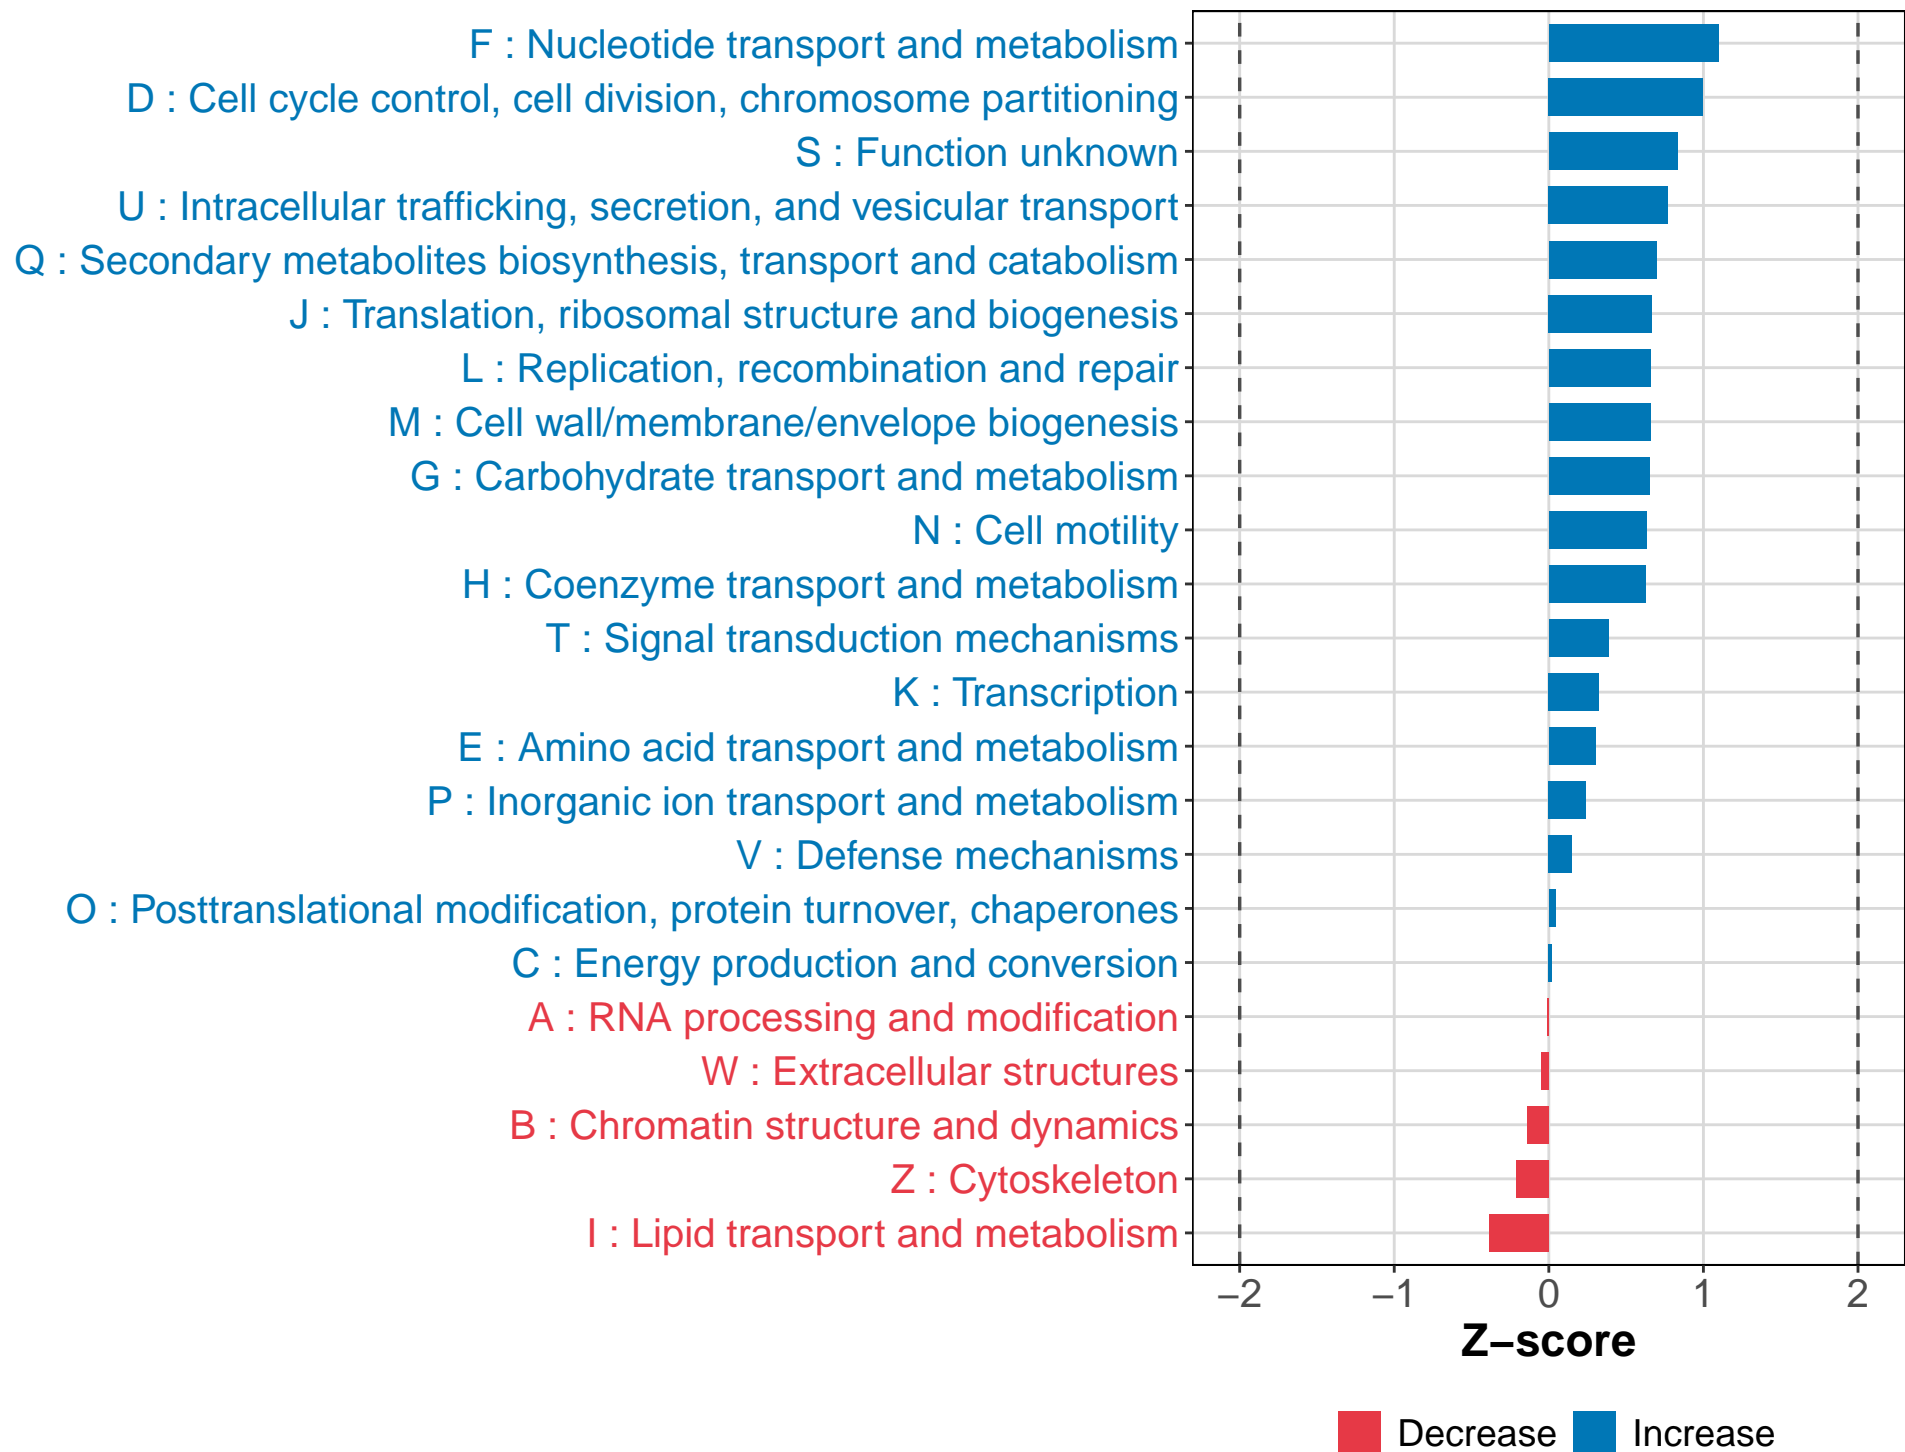 F : Nucleotide transport and metabolism
D : Cell cycle control, cell division, chromosome partitioning
S : Function unknown
U : Intracellular trafficking, secretion, and vesicular transport
Q : Secondary metabolites biosynthesis, transport and catabolism
J : Translation, ribosomal structure and biogenesis
L : Replication, recombination and repair
M : Cell wall/membrane/envelope biogenesis
G : Carbohydrate transport and metabolism
N : Cell motility
H : Coenzyme transport and metabolism
T : Signal transduction mechanisms
K : Transcription
E : Amino acid transport and metabolism
P : Inorganic ion transport and metabolism
V : Defense mechanisms
O : Posttranslational modification, protein turnover, chaperones
C : Energy production and conversion
A : RNA processing and modification
W : Extracellular structures
B : Chromatin structure and dynamics
Z : Cytoskeleton
I : Lipid transport and metabolism
−2 −1 0 1 2
Z−score
Decrease Increase